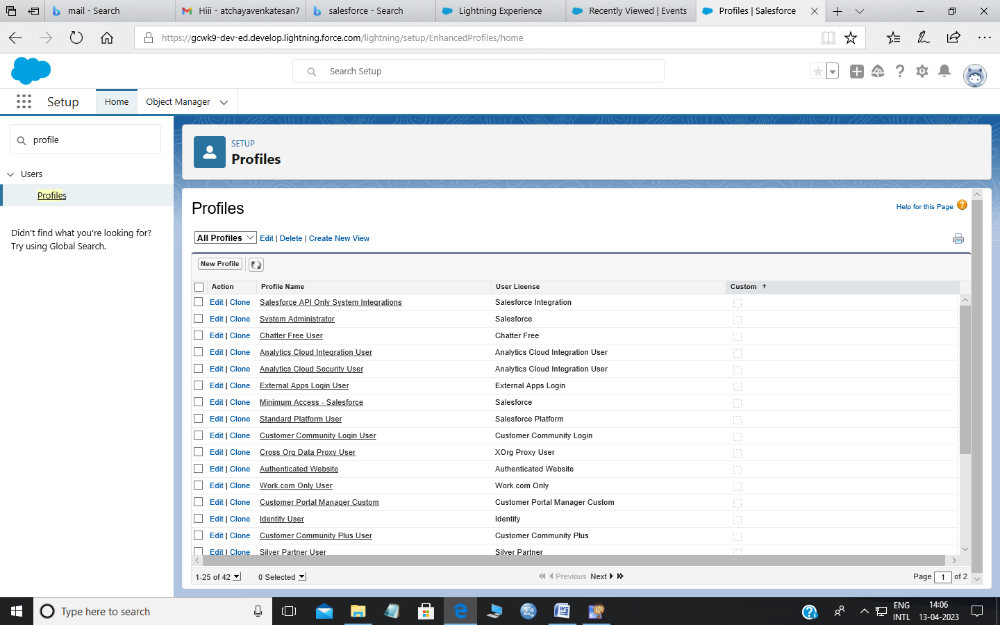 mail - Search
Hiii - atchayavenkatesan7
salesforce - Search
Lightning Experience
Recently Viewed | Events
Profiles | Salesforce
https://gcwk9-dev-ed.develop.lightning.force.com/lightning/setup/EnhancedProfiles/home
Search Setup
Setup
Home
Object Manager
profile
Users
Profiles
Didn't find what you're looking for?
Try using Global Search.
SETUP
Profiles
Profiles
Help for this Page
All Profiles Edit | Delete | Create New View
New Profile
Action Profile Name User License Custom
Edit | Clone Salesforce API Only System Integrations Salesforce Integration
Edit | Clone System Administrator Salesforce
Edit | Clone Chatter Free User Chatter Free
Edit | Clone Analytics Cloud Integration User Analytics Cloud Integration User
Edit | Clone Analytics Cloud Security User Analytics Cloud Integration User
Edit | Clone External Apps Login User External Apps Login
Edit | Clone Minimum Access - Salesforce Salesforce
Edit | Clone Standard Platform User Salesforce Platform
Edit | Clone Customer Community Login User Customer Community Login
Edit | Clone Cross Org Data Proxy User XOrg Proxy User
Edit | Clone Authenticated Website Authenticated Website
Edit | Clone Work.com Only User Work.com Only
Edit | Clone Customer Portal Manager Custom Customer Portal Manager Custom
Edit | Clone Identity User Identity
Edit | Clone Customer Community Plus User Customer Community Plus
Edit | Clone Silver Partner User Silver Partner
1-25 of 42 0 Selected Previous Next Page 1 of 2
Type here to search
ENG
INTL
14:06
13-04-2023